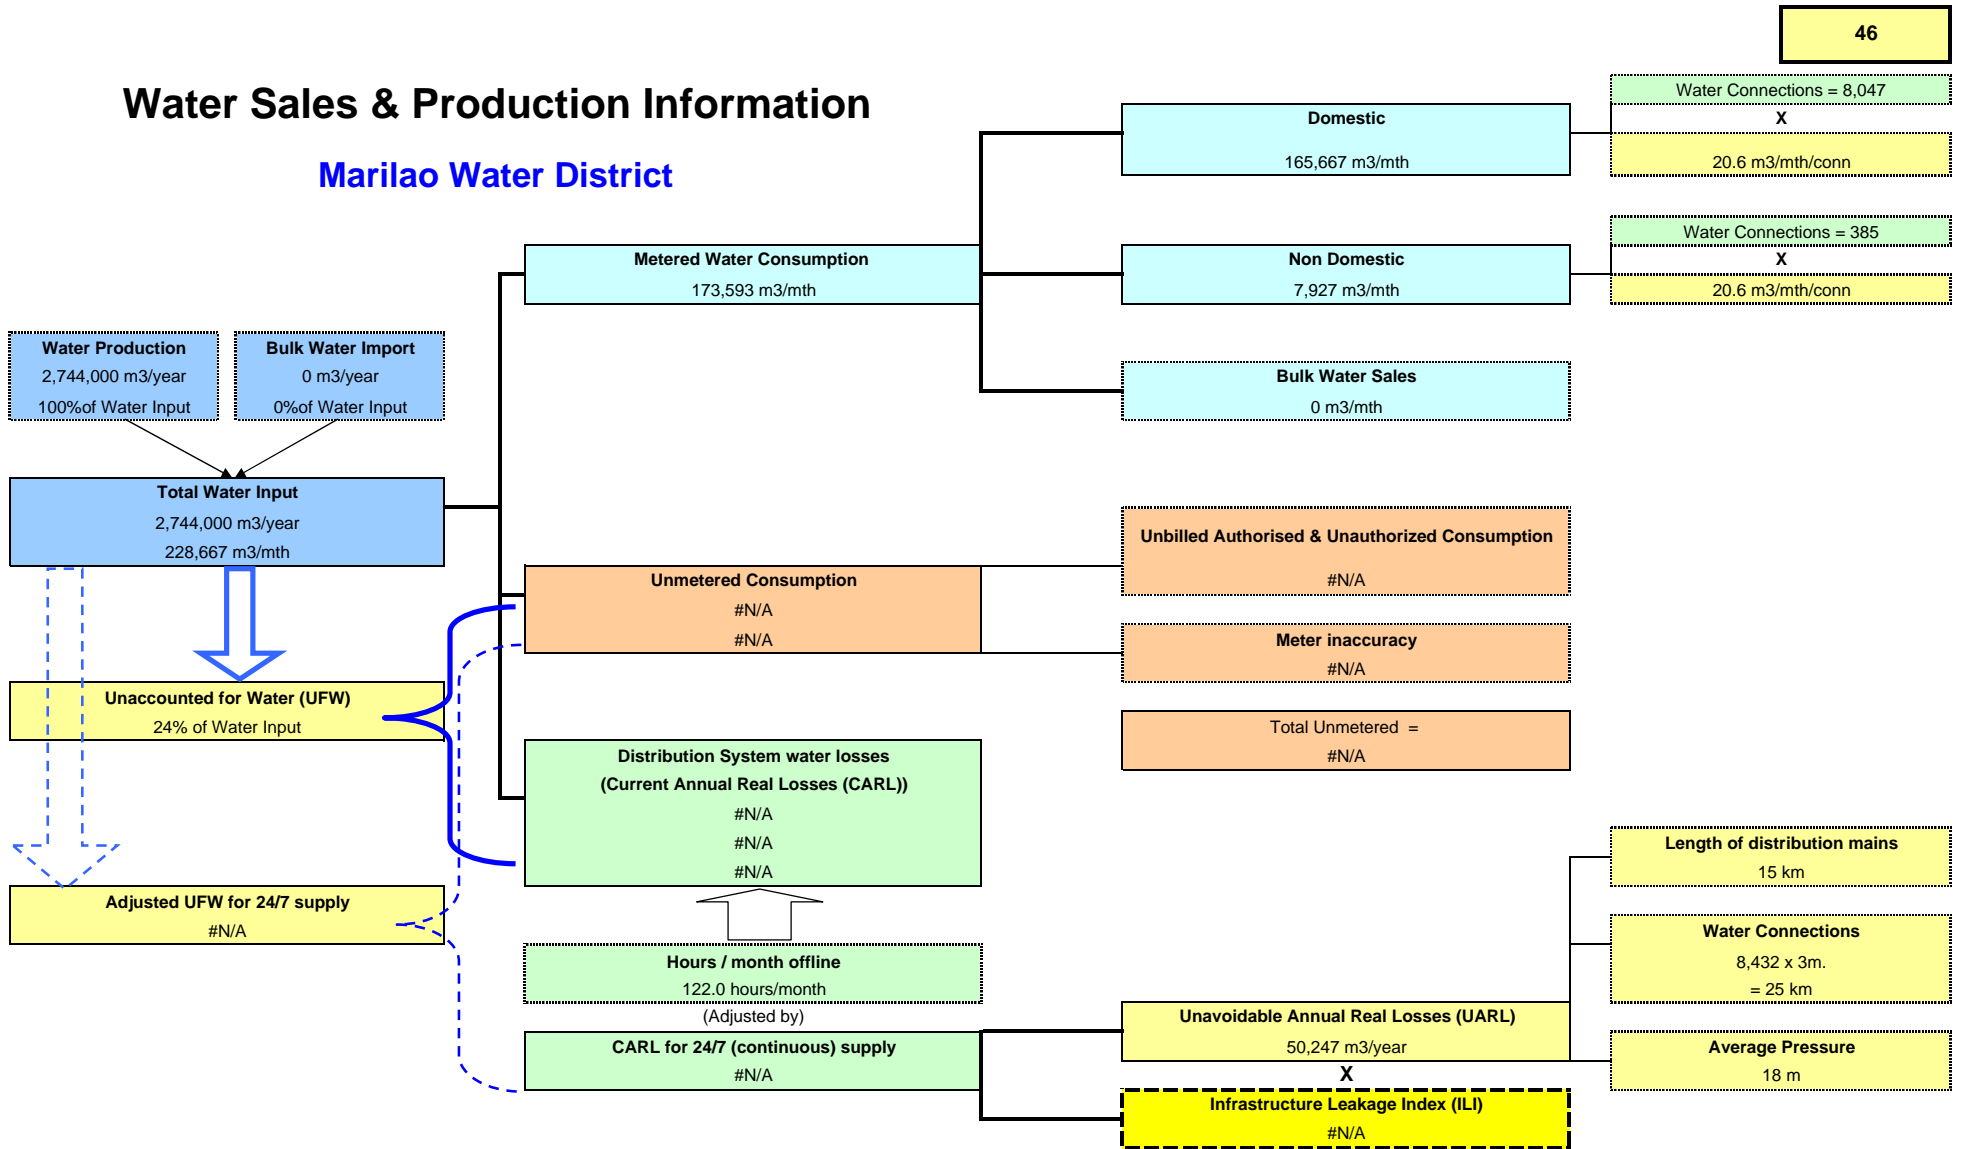 46
Water Sales & Production Information
Marilao Water District
Water Connections = 8,047
X
20.6 m3/mth/conn
Domestic
165,667 m3/mth
Water Connections = 385
X
20.6 m3/mth/conn
Metered Water Consumption
173,593 m3/mth
Non Domestic
7,927 m3/mth
Water Production
2,744,000 m3/year
100%of Water Input
Bulk Water Import
0 m3/year
0%of Water Input
Bulk Water Sales
0 m3/mth
Total Water Input
2,744,000 m3/year
228,667 m3/mth
Unbilled Authorised & Unauthorized Consumption
#N/A
Unmetered Consumption
#N/A
#N/A
Meter inaccuracy
#N/A
Unaccounted for Water (UFW)
24% of Water Input
Total Unmetered =
#N/A
Distribution System water losses
(Current Annual Real Losses (CARL))
#N/A
#N/A
#N/A
Length of distribution mains
15 km
Adjusted UFW for 24/7 supply
#N/A
Water Connections
8,432 x 3m.
= 25 km
Hours / month offline
122.0 hours/month
(Adjusted by)
CARL for 24/7 (continuous) supply
#N/A
Unavoidable Annual Real Losses (UARL)
50,247 m3/year
X
Average Pressure
18 m
Infrastructure Leakage Index (ILI)
#N/A